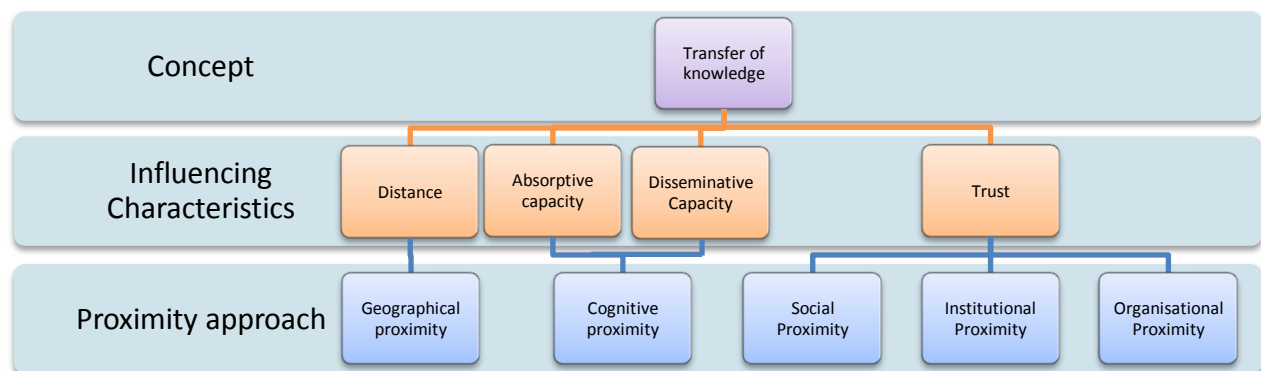 Concept
Transfer of
knowledge
Influencing
Characteristics
Distance
Absorptive
capacity
Disseminative
Capacity
Trust
Proximity approach
Geographical
proximity
Cognitive
proximity
Social
Proximity
Institutional
Proximity
Organisational
Proximity